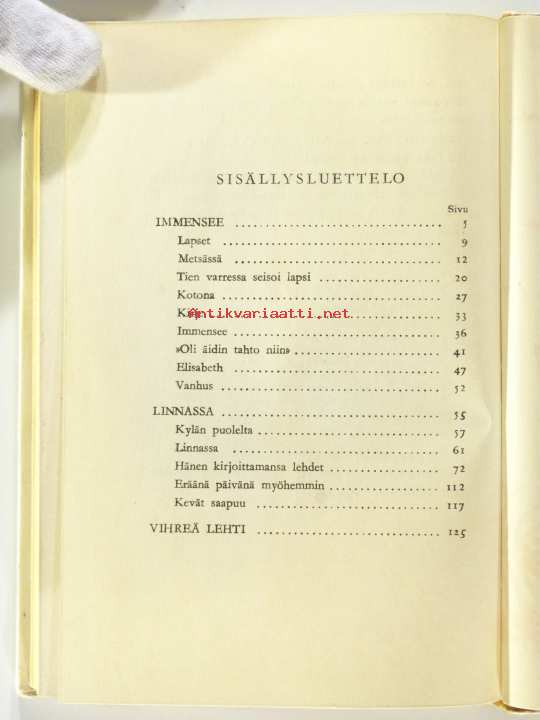 SISÄLLYSLUETTELO
Sivu
IMMENSEE 5
Lapset 9
Metsässä 12
Tien varressa seisoi lapsi 20
Kotona 27
33
antikvariaatti.net
Immensee 36
»Oli äidin tahto niin» 41
Elisabeth 47
Vanhus 52
LINNASSA 55
Kylän puolelta 57
Linnassa 61
Hänen kirjoittamansa lehdet 72
Eräänä päivänä myöhemmin 112
Kevät saapuu 117
VIHREÄ LEHTI 125